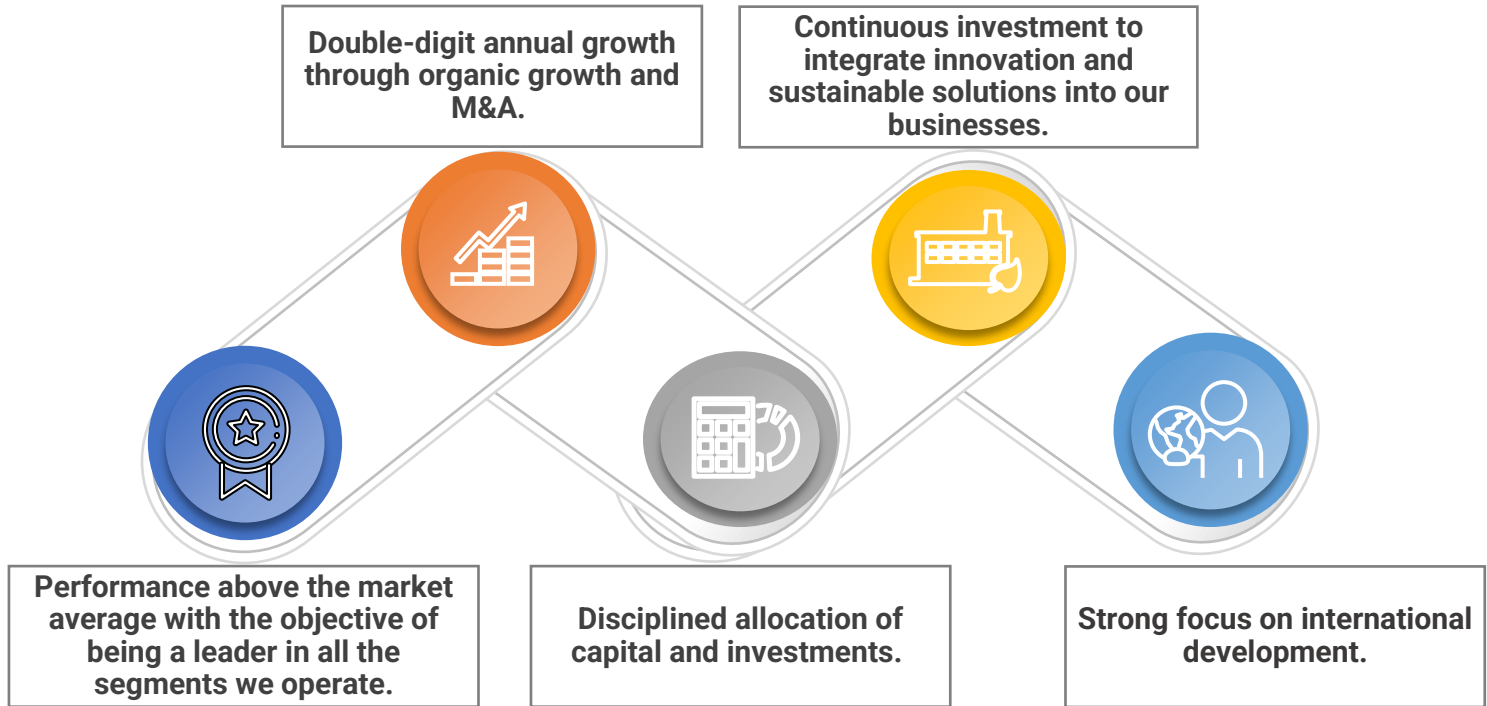 Double-digit annual growth
through organic growth and
M&A.
Continuous investment to
integrate innovation and
sustainable solutions into our
businesses.
Performance above the market
average with the objective of
being a leader in all the
segments we operate.
Disciplined allocation of
capital and investments.
Strong focus on international
development.